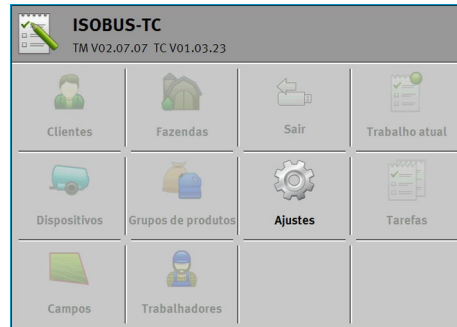 ISOBUS-TC
TM V02.07.07 TC V01.03.23
Clientes
Fazendas
Sair
Trabalho atual
Dispositivos
Grupos de produtos
Ajustes
Tarefas
Campos
Trabalhadores